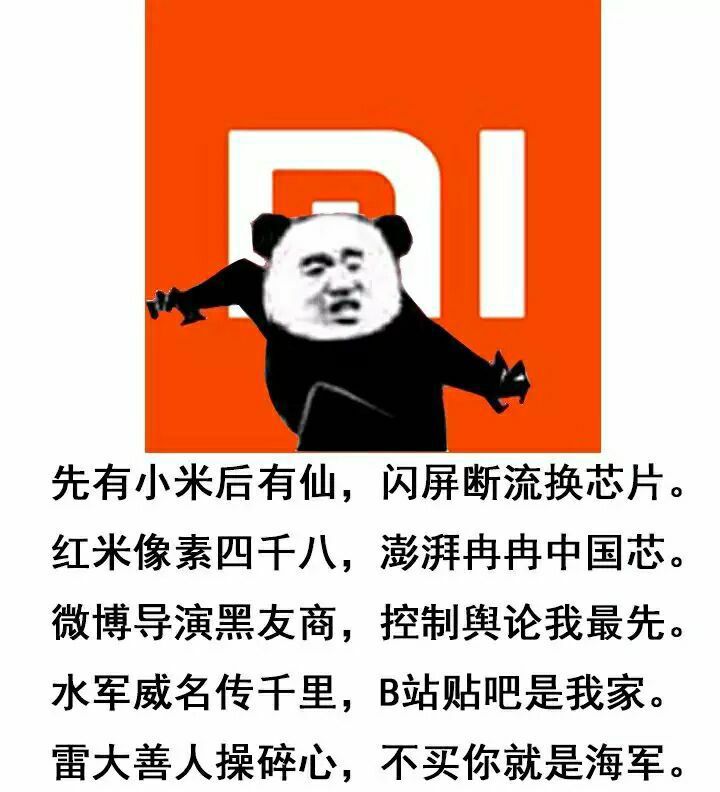 MI
先有小米后有仙，闪屏断流换芯片。
红米像素四千八，澎湃冉冉中国芯。
微博导演黑友商，控制舆论我最先。
水军威名传千里，B站贴吧是我家。
雷大善人操碎心，不买你就是海军。